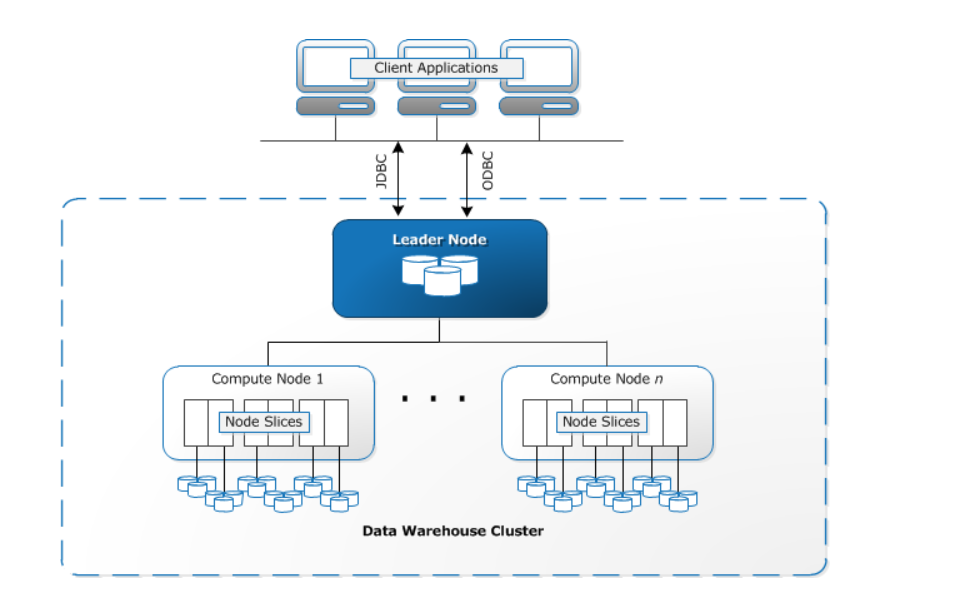 Client Applications
JDBC
ODBC
Leader Node
Compute Node 1
Compute Node n
. . .
Node Slices
Node Slices
Data Warehouse Cluster